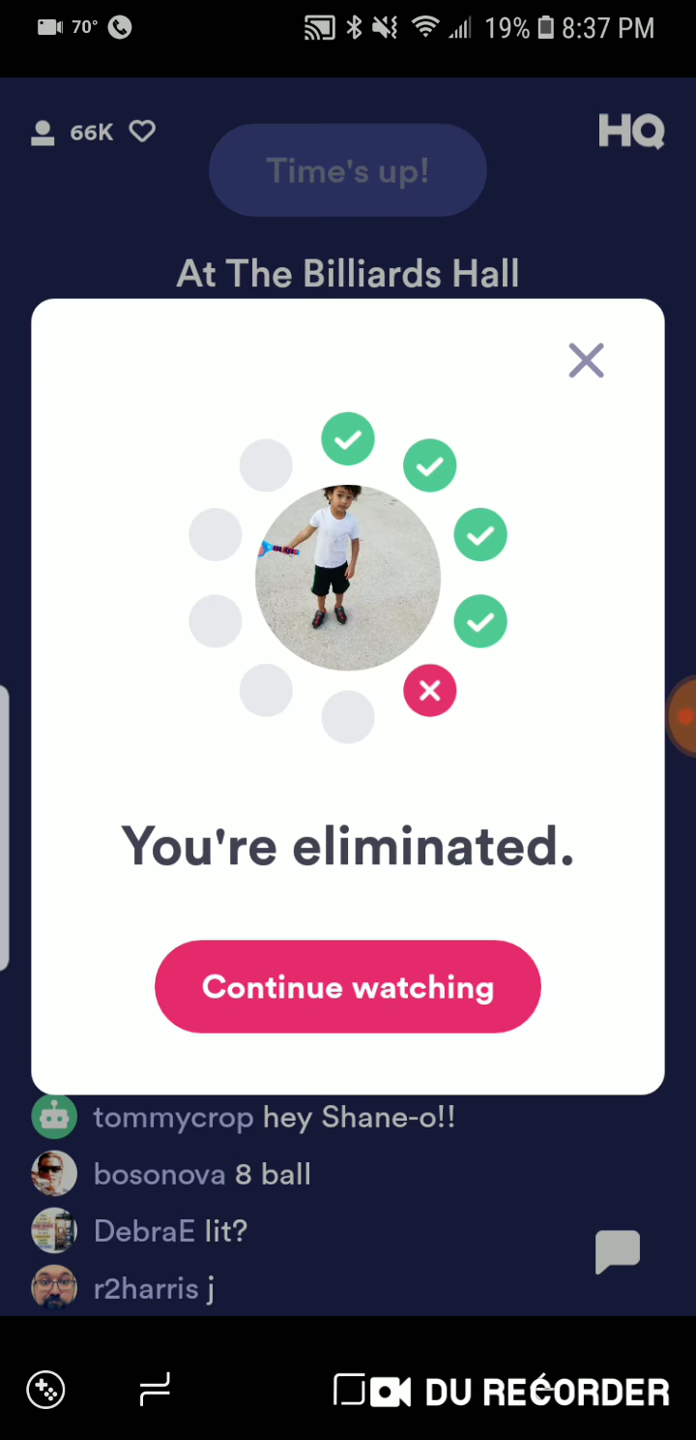 70°
19% 8:37 PM
66K
HQ
Time's up!
At The Billiards Hall
You're eliminated.
Continue watching
tommycrop hey Shane-o!!
bosonova 8 ball
DebraE lit?
r2harris j
DU RECORDER